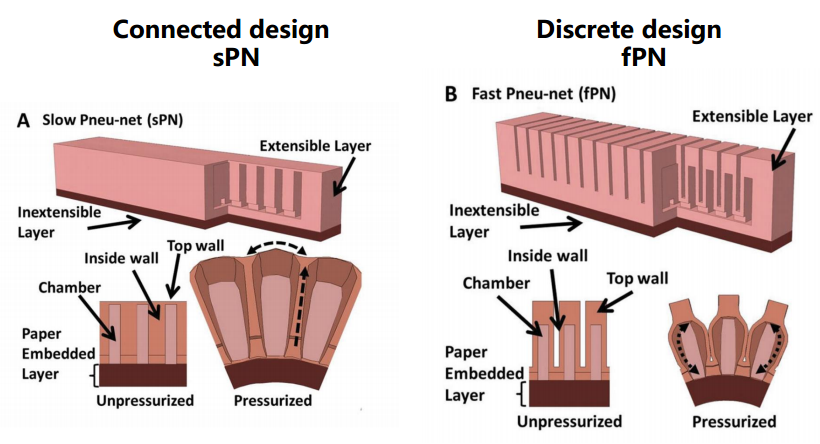 Connected design
sPN
A Slow Pneu-net (sPN)
Extensible Layer
Inextensible
Layer
Top wall
Inside wall
Chamber
Paper
Embedded
Layer
Unpressurized
Pressurized
Discrete design
fPN
B Fast Pneu-net (fPN)
Extensible Layer
Inextensible
Layer
Inside wall
Chamber
Top wall
Paper
Embedded
Layer
Unpressurized
Pressurized